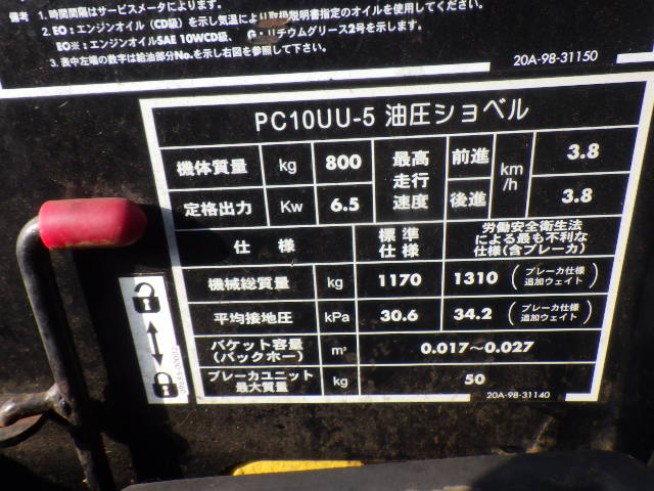 備考 1. 時間間隔はサービスメータによります。
2. EO：エンジンオイル（CD級）を示し気温により取扱説明書指定のオイルを使用してください。
EO※：エンジンオイルSAE 10WCD級、 G・リチウムグリース2号を示します。
3. 表中左端の数字は給油部分No.を示し右図を参照して下さい。
20A-98-31150
PC10UU-5 油圧ショベル
機体質量 kg 800 最高走行速度 前進 km/h 3.8
定格出力 Kw 6.5 後進 3.8
仕様 標準仕様 労働安全衛生法による最も不利な仕様(含ブレーカ)
機械総質量 kg 1170 1310 (ブレーカ仕様 追加ウェイト)
平均接地圧 kPa 30.6 34.2 (ブレーカ仕様 追加ウェイト)
バケット容量(バックホー) m³ 0.017〜0.027
ブレーカユニット最大質量 kg 50
20A-98-31140